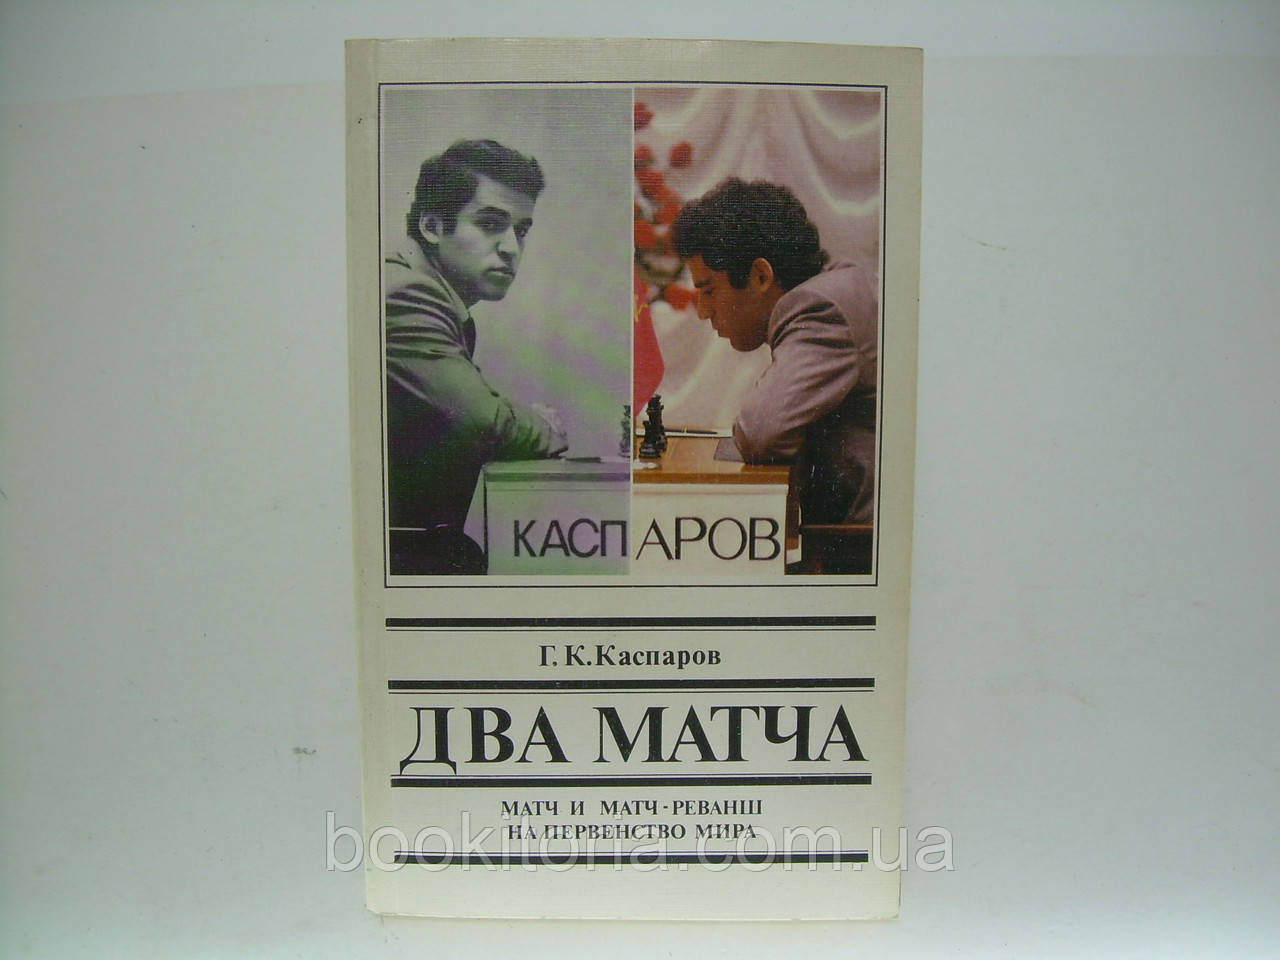 КАСПАРОВ
Г. К. Каспаров
ДВА МАТЧА
МАТЧ И МАТЧ-РЕВАНШ
НА ПЕРВЕНСТВО МИРА
bookitoria.com.ua